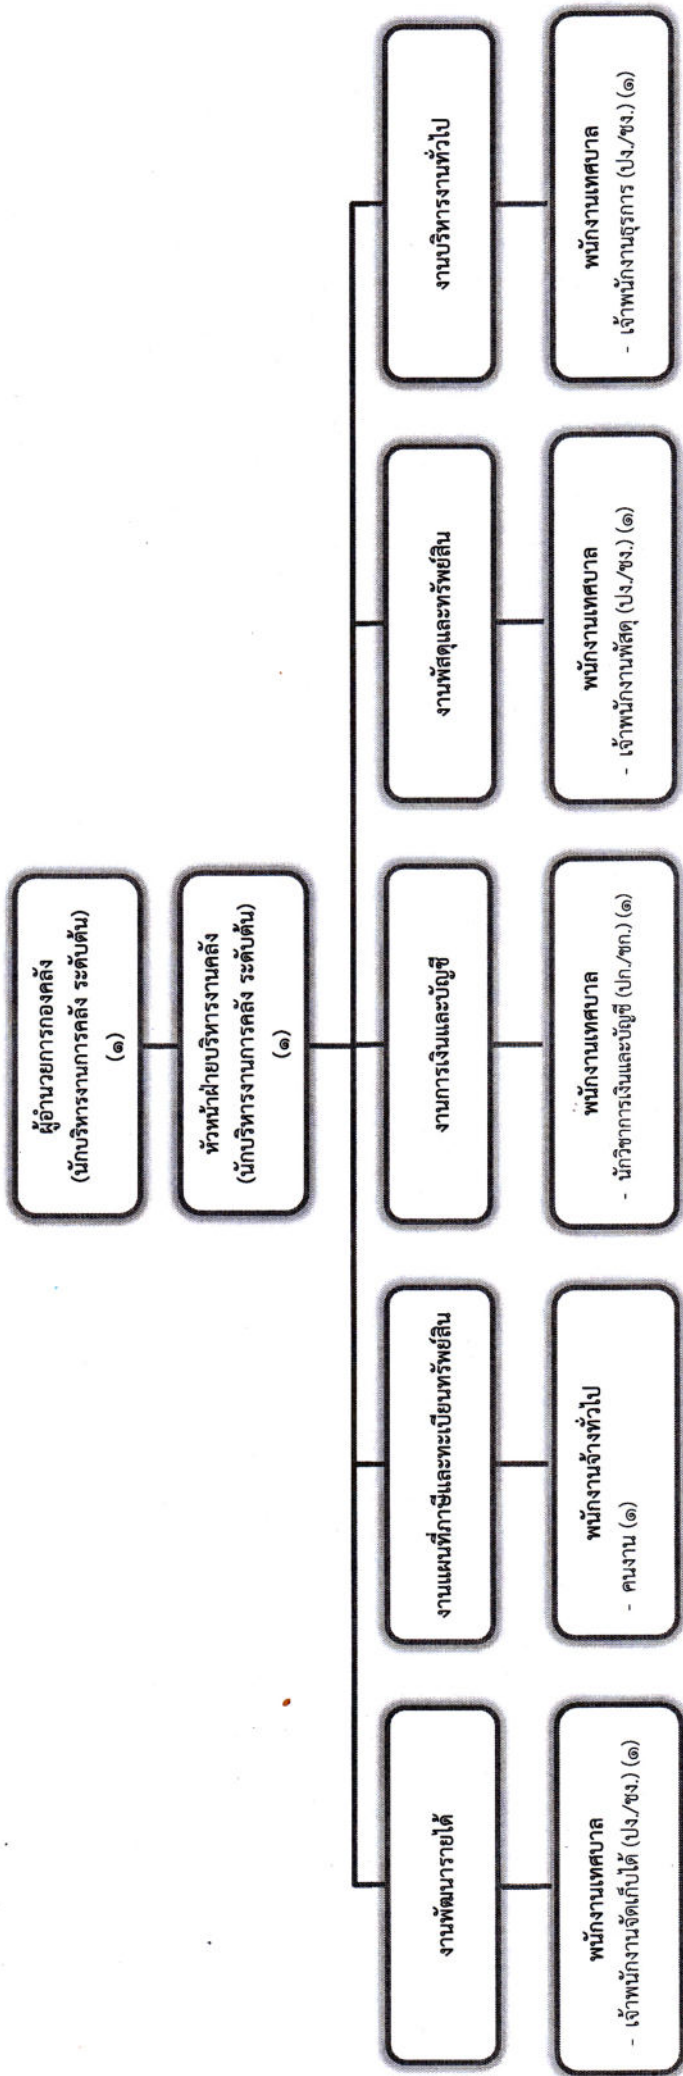 ผู้อำนวยการกองคลัง
(นักบริหารงานการคลัง ระดับต้น)
(๑)
หัวหน้าฝ่ายบริหารงานคลัง
(นักบริหารงานการคลัง ระดับต้น)
(๑)
งานพัฒนารายได้
งานแผนที่ภาษีและทะเบียนทรัพย์สิน
งานการเงินและบัญชี
งานพัสดุและทรัพย์สิน
งานบริหารงานทั่วไป
พนักงานเทศบาล
- เจ้าพนักงานจัดเก็บได้ (ปง./ชง.) (๑)
พนักงานจ้างทั่วไป
- คนงาน (๑)
พนักงานเทศบาล
- นักวิชาการเงินและบัญชี (ปก./ชก.) (๑)
พนักงานเทศบาล
- เจ้าพนักงานพัสดุ (ปง./ชง.) (๑)
พนักงานเทศบาล
- เจ้าพนักงานธุรการ (ปง./ชง.) (๑)